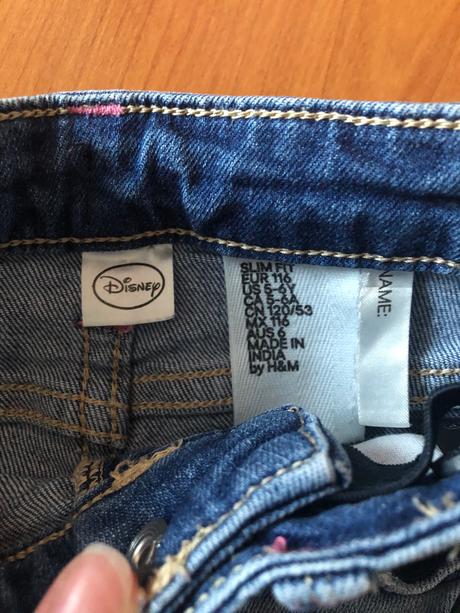 Disney
SLIM FIT
EUR 116
US 5-6Y
CA 5-6A
CN 120/53
MX 116
AUS 6
MADE IN
INDIA
by H&M
NAME: